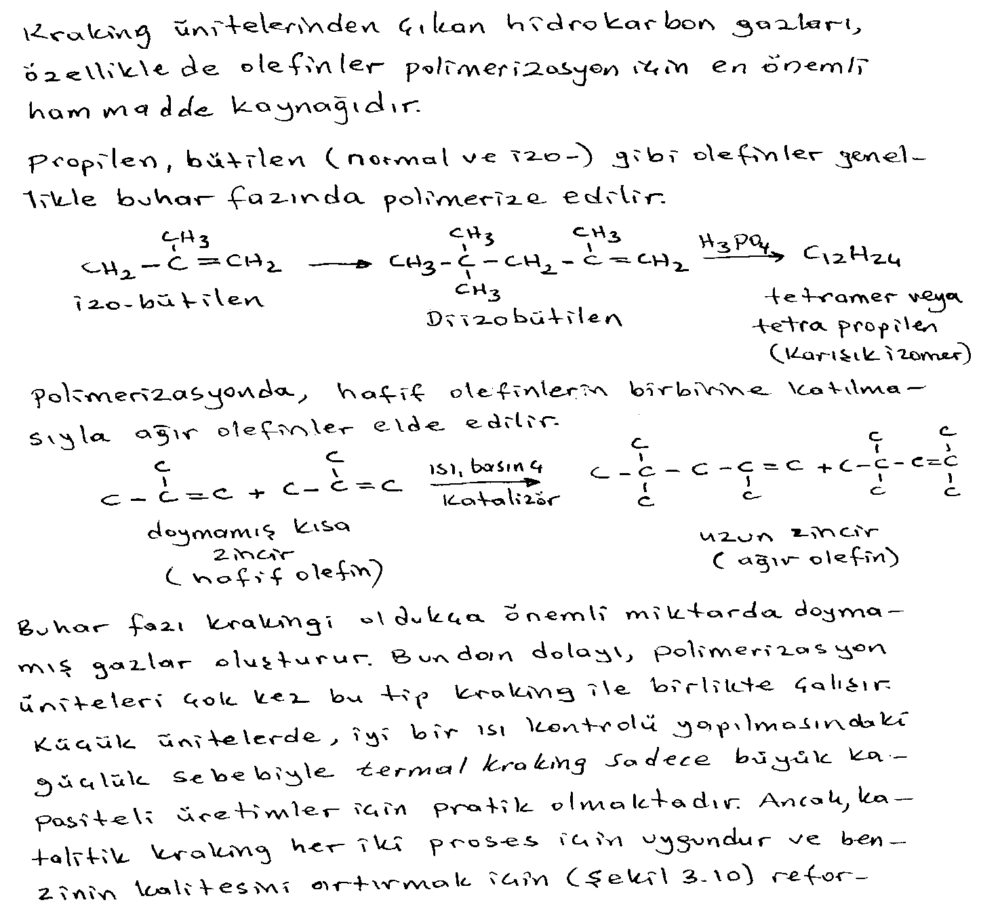 Kraking ünitelerinden çıkan hidrokarbon gazları,
özellikle de olefinler polimerizasyon için en önemli
hammadde kaynağıdır.
Propilen, bütilen (normal ve izo-) gibi olefinler genel-
likle buhar fazında polimerize edilir.
CH3 CH3 CH3
CH2 - C = CH2 → CH3 - C - CH2 - C = CH2 H3PO4 → C12H24
CH3
izo-bütilen Diizobütilen tetramer veya
tetra propilen
(Karışık izomer)
Polimerizasyonda, hafif olefinlerin birbirine katılma-
sıyla ağır olefinler elde edilir.
C C C C C
C - C = C + C - C = C ısı, basınç → C - C - C - C = C + C - C - C = C
Katalizör C C C C
doymamış kısa uzun zincir
zincir (ağır olefin)
(hafif olefin)
Buhar fazı krakingi oldukça önemli miktarda doyma-
mış gazlar oluşturur. Bundan dolayı, polimerizasyon
üniteleri çok kez bu tip kraking ile birlikte çalışır.
Küçük ünitelerde, iyi bir ısı kontrolü yapılmasındaki
güçlük sebebiyle termal kraking sadece büyük ka-
pasiteli üretimler için pratik olmaktadır. Ancak, ka-
talitik kraking her iki proses için uygundur ve ben-
zinin kalitesini artırmak için (Şekil 3.10) refor-